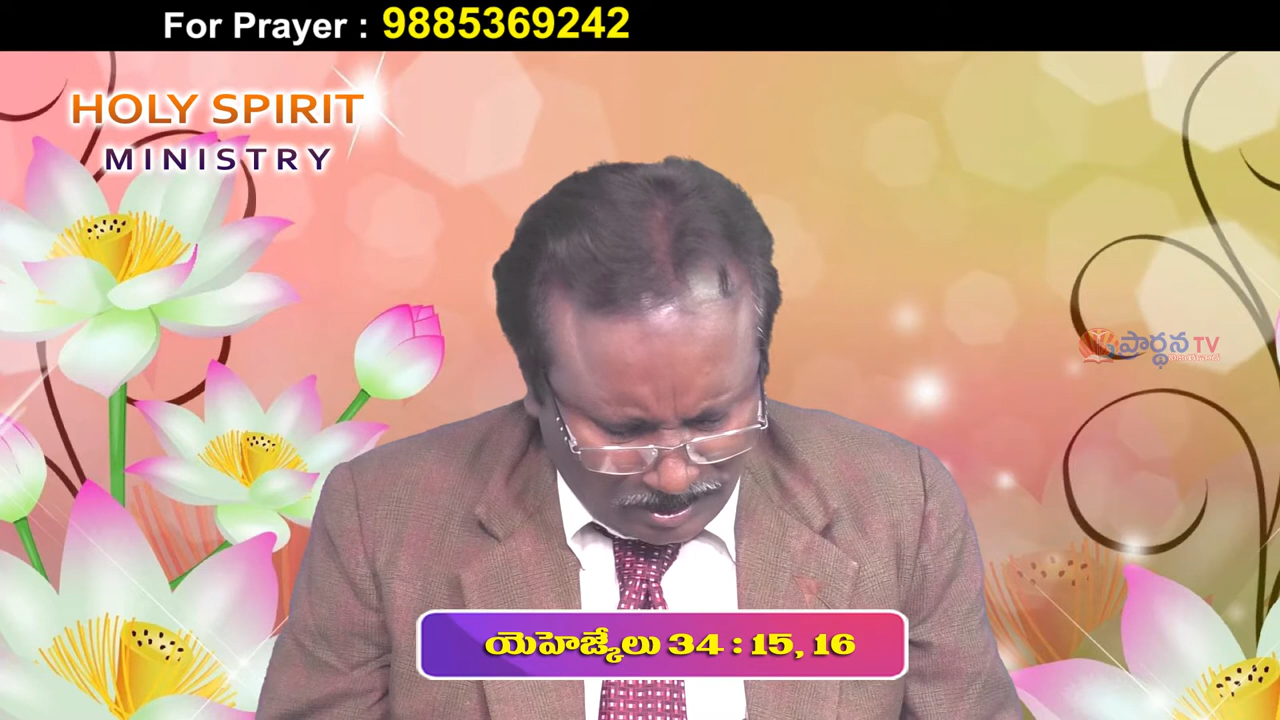 For Prayer : 9885369242
HOLY SPIRIT
MINISTRY
ప్రార్థన TV
యెహెజ్కేలు 34 : 15, 16